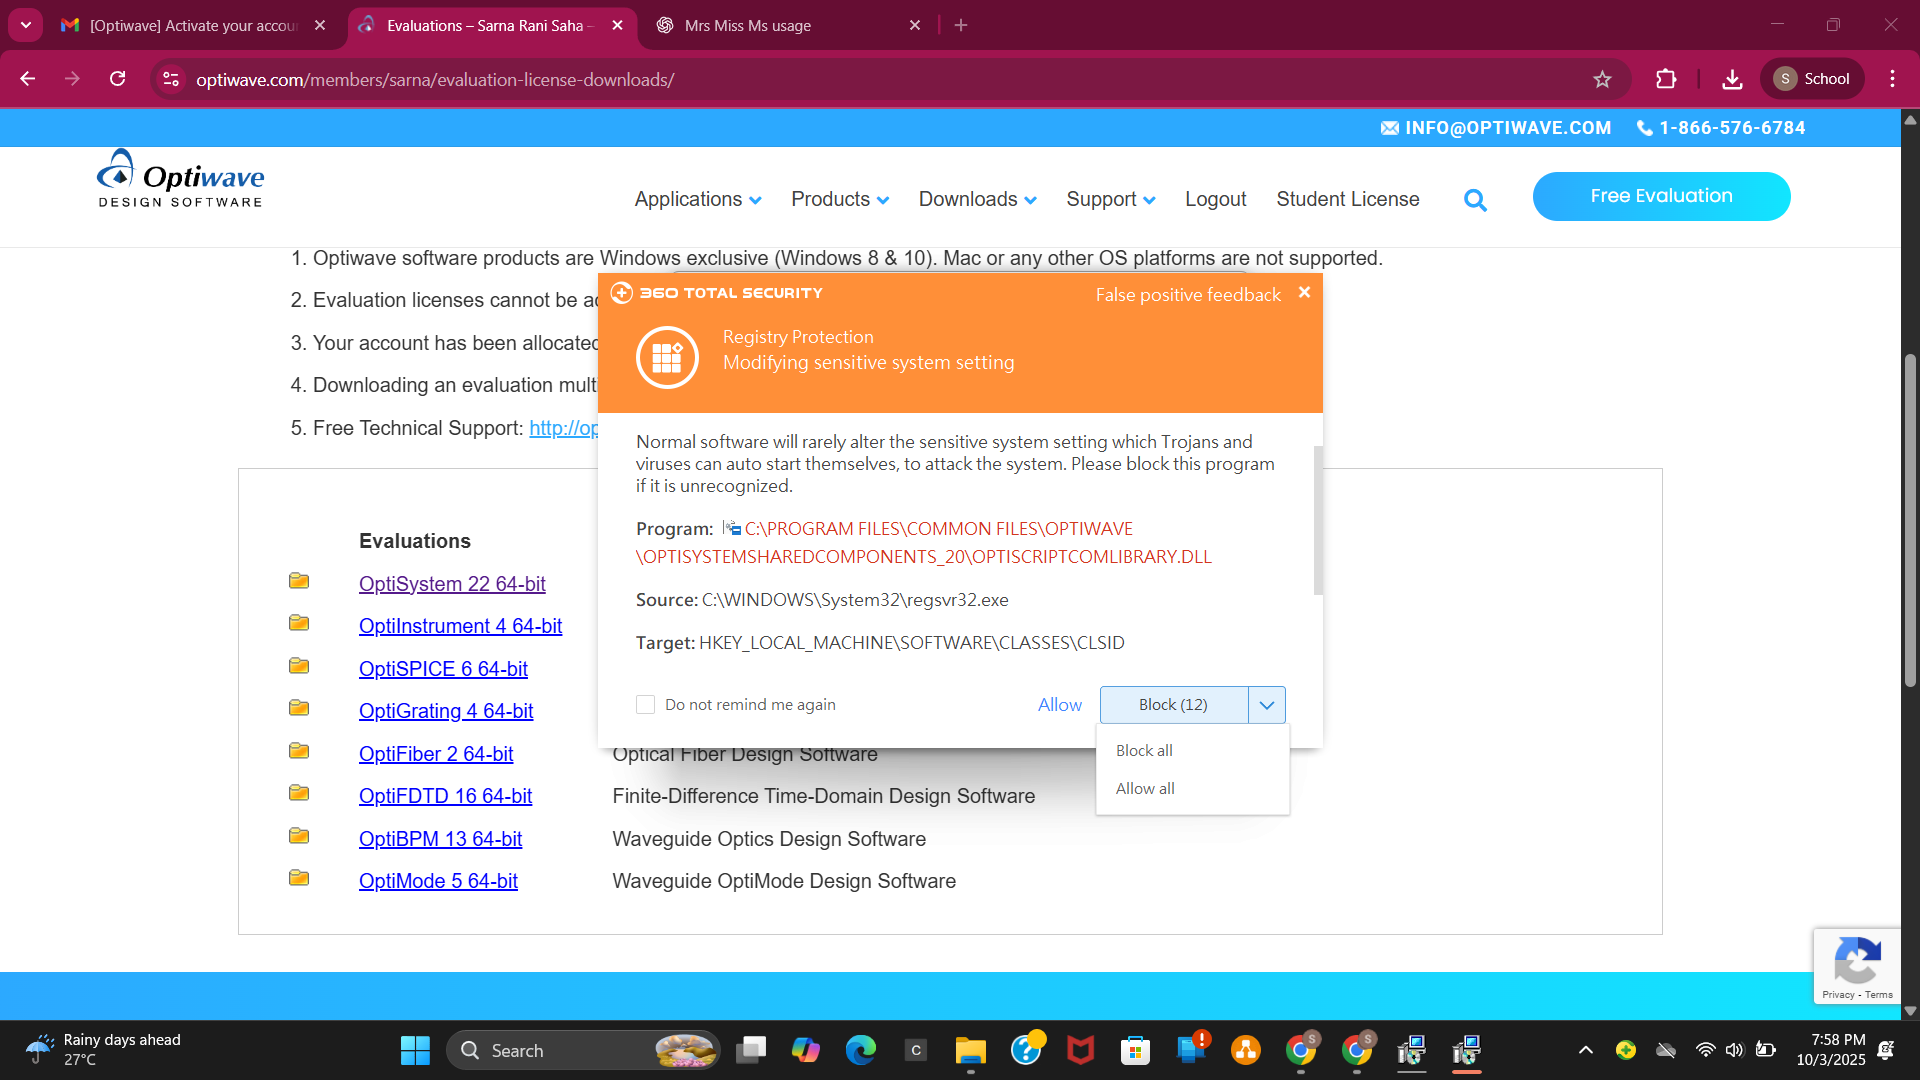 [Optiwave] Activate your accou
Evaluations – Sarna Rani Saha –
Mrs Miss Ms usage
optiwave.com/members/sarna/evaluation-license-downloads/
S School
INFO@OPTIWAVE.COM 1-866-576-6784
Optiwave
DESIGN SOFTWARE
Applications Products Downloads Support Logout Student License Free Evaluation
1. Optiwave software products are Windows exclusive (Windows 8 & 10). Mac or any other OS platforms are not supported.
2. Evaluation licenses cannot be ac
3. Your account has been allocated
4. Downloading an evaluation mult
5. Free Technical Support: http://op
360 TOTAL SECURITY
False positive feedback
Registry Protection
Modifying sensitive system setting
Normal software will rarely alter the sensitive system setting which Trojans and
viruses can auto start themselves, to attack the system. Please block this program
if it is unrecognized.
Program: C:\PROGRAM FILES\COMMON FILES\OPTIWAVE
\OPTISYSTEMSHAREDCOMPONENTS_20\OPTISCRIPTCOMLIBRARY.DLL
Source: C:\WINDOWS\System32\regsvr32.exe
Target: HKEY_LOCAL_MACHINE\SOFTWARE\CLASSES\CLSID
Do not remind me again
Allow
Block (12)
Block all
Allow all
Evaluations
OptiSystem 22 64-bit
OptiInstrument 4 64-bit
OptiSPICE 6 64-bit
OptiGrating 4 64-bit
OptiFiber 2 64-bit Optical Fiber Design Software
OptiFDTD 16 64-bit Finite-Difference Time-Domain Design Software
OptiBPM 13 64-bit Waveguide Optics Design Software
OptiMode 5 64-bit Waveguide OptiMode Design Software
Privacy - Terms
Rainy days ahead
27°C
Search
C
S
S
7:58 PM
10/3/2025